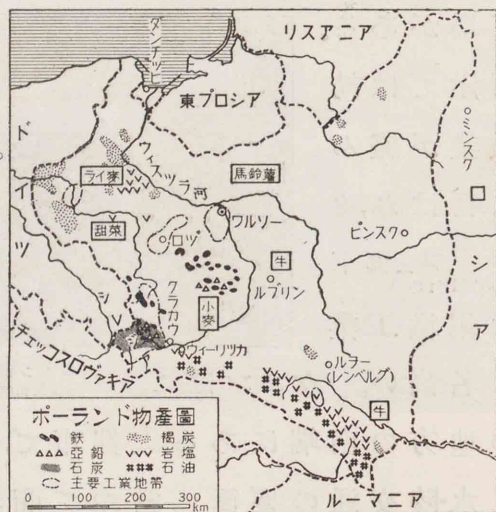 リスアニア
ダンチッヒ
東プロシア
ミンスク
ドイツ
ウィスツラ河
ライ麥
馬鈴薯
ワルソー
ロシア
甜菜
ロツ
ピンスク
牛
ルブリン
クラカウ
小麥
ウィーリツカ
チェッコスロヴァキア
ルヲー
(レンベルグ)
牛
ポーランド物産圖
鉄
褐炭
亞鉛
岩塩
石炭
石油
主要工業地帯
0 100 200 300
km
ルーマニア